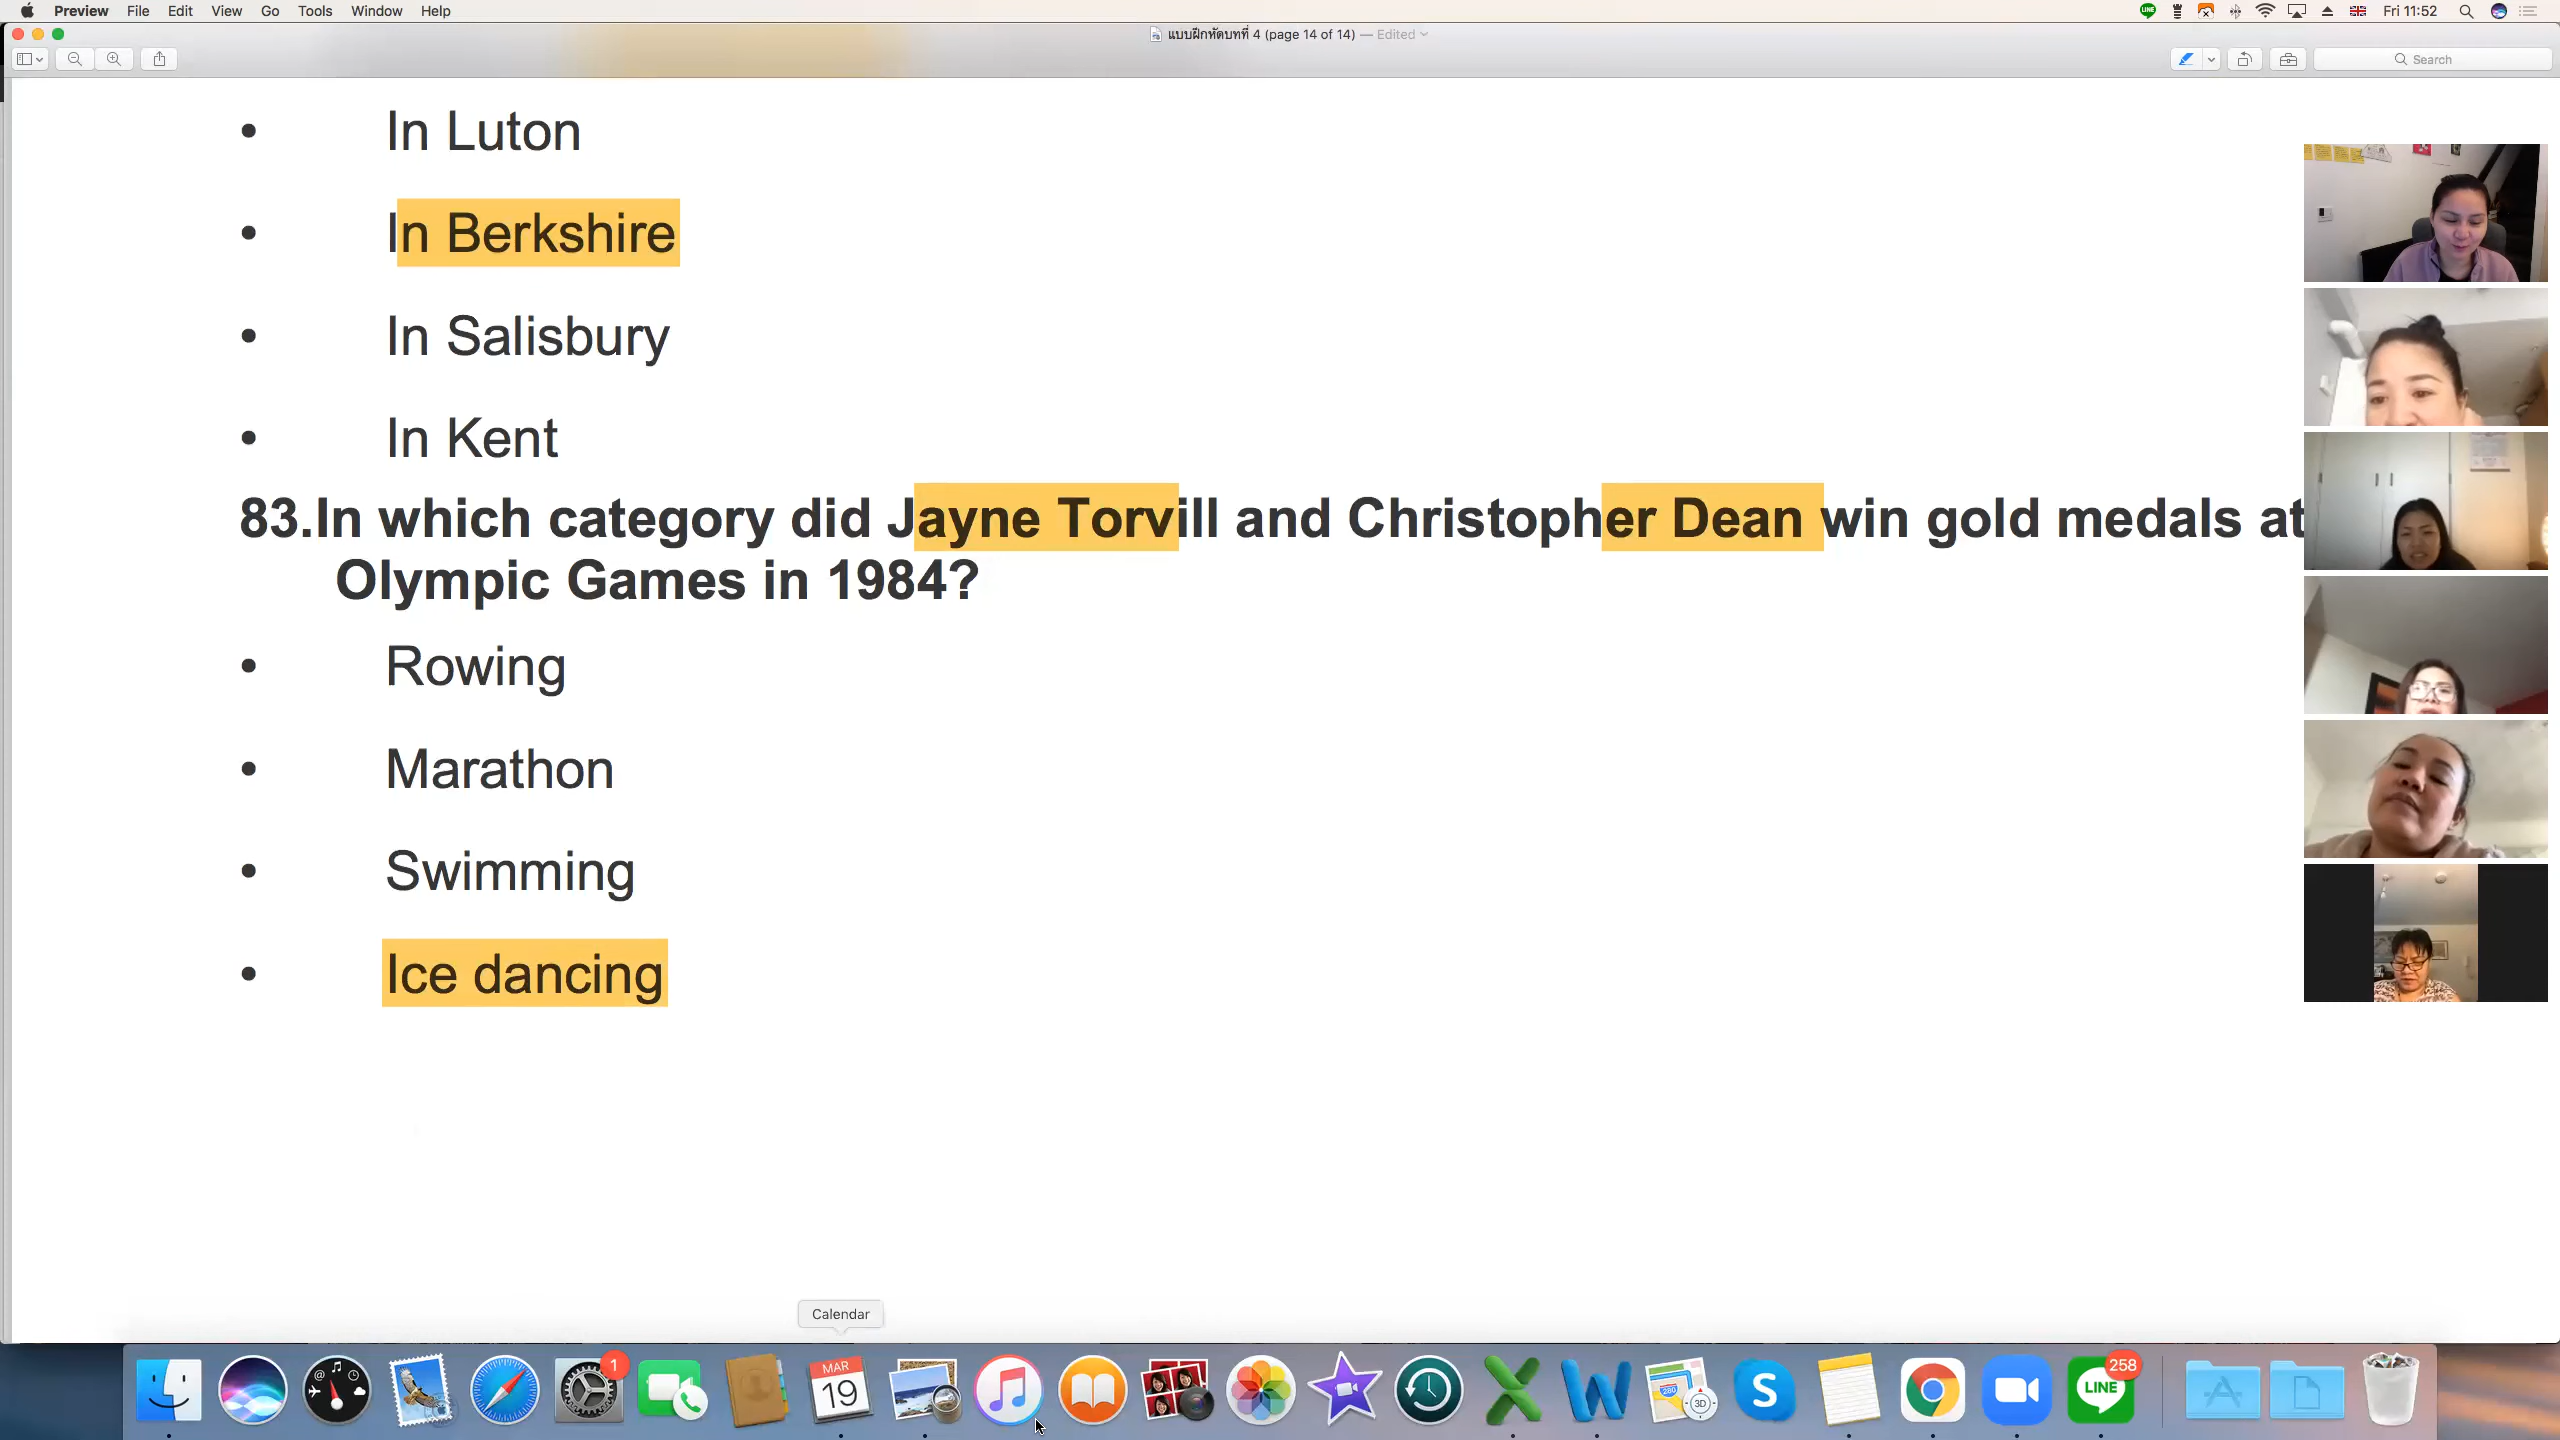 Preview File Edit View Go Tools Window Help Fri 11:52
แบบฝึกหัดบทที่ 4 (page 14 of 14) — Edited
Search
• In Luton
• In Berkshire
• In Salisbury
• In Kent
83.In which category did Jayne Torvill and Christopher Dean win gold medals at
Olympic Games in 1984?
• Rowing
• Marathon
• Swimming
• Ice dancing
Calendar
1
MAR
19
280
3D
S
W
LINE
258